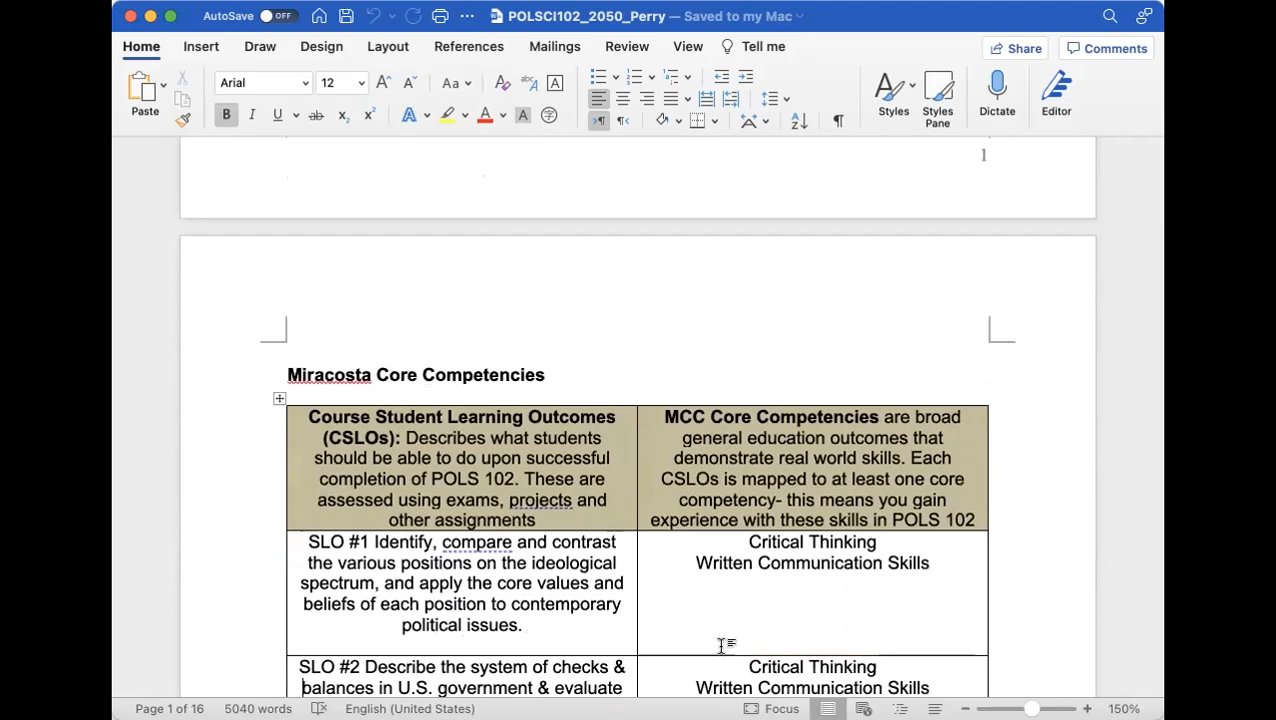 AutoSave OFF POLSCI102_2050_Perry — Saved to my Mac
Home Insert Draw Design Layout References Mailings Review View Tell me Share Comments
Paste Arial 12 Aa Styles Styles Pane Dictate Editor
1
Miracosta Core Competencies
Course Student Learning Outcomes
(CSLOs): Describes what students
should be able to do upon successful
completion of POLS 102. These are
assessed using exams, projects and
other assignments
MCC Core Competencies are broad
general education outcomes that
demonstrate real world skills. Each
CSLOs is mapped to at least one core
competency- this means you gain
experience with these skills in POLS 102
SLO #1 Identify, compare and contrast
the various positions on the ideological
spectrum, and apply the core values and
beliefs of each position to contemporary
political issues.
Critical Thinking
Written Communication Skills
SLO #2 Describe the system of checks &
balances in U.S. government & evaluate
Critical Thinking
Written Communication Skills
Page 1 of 16 5040 words English (United States) Focus 150%